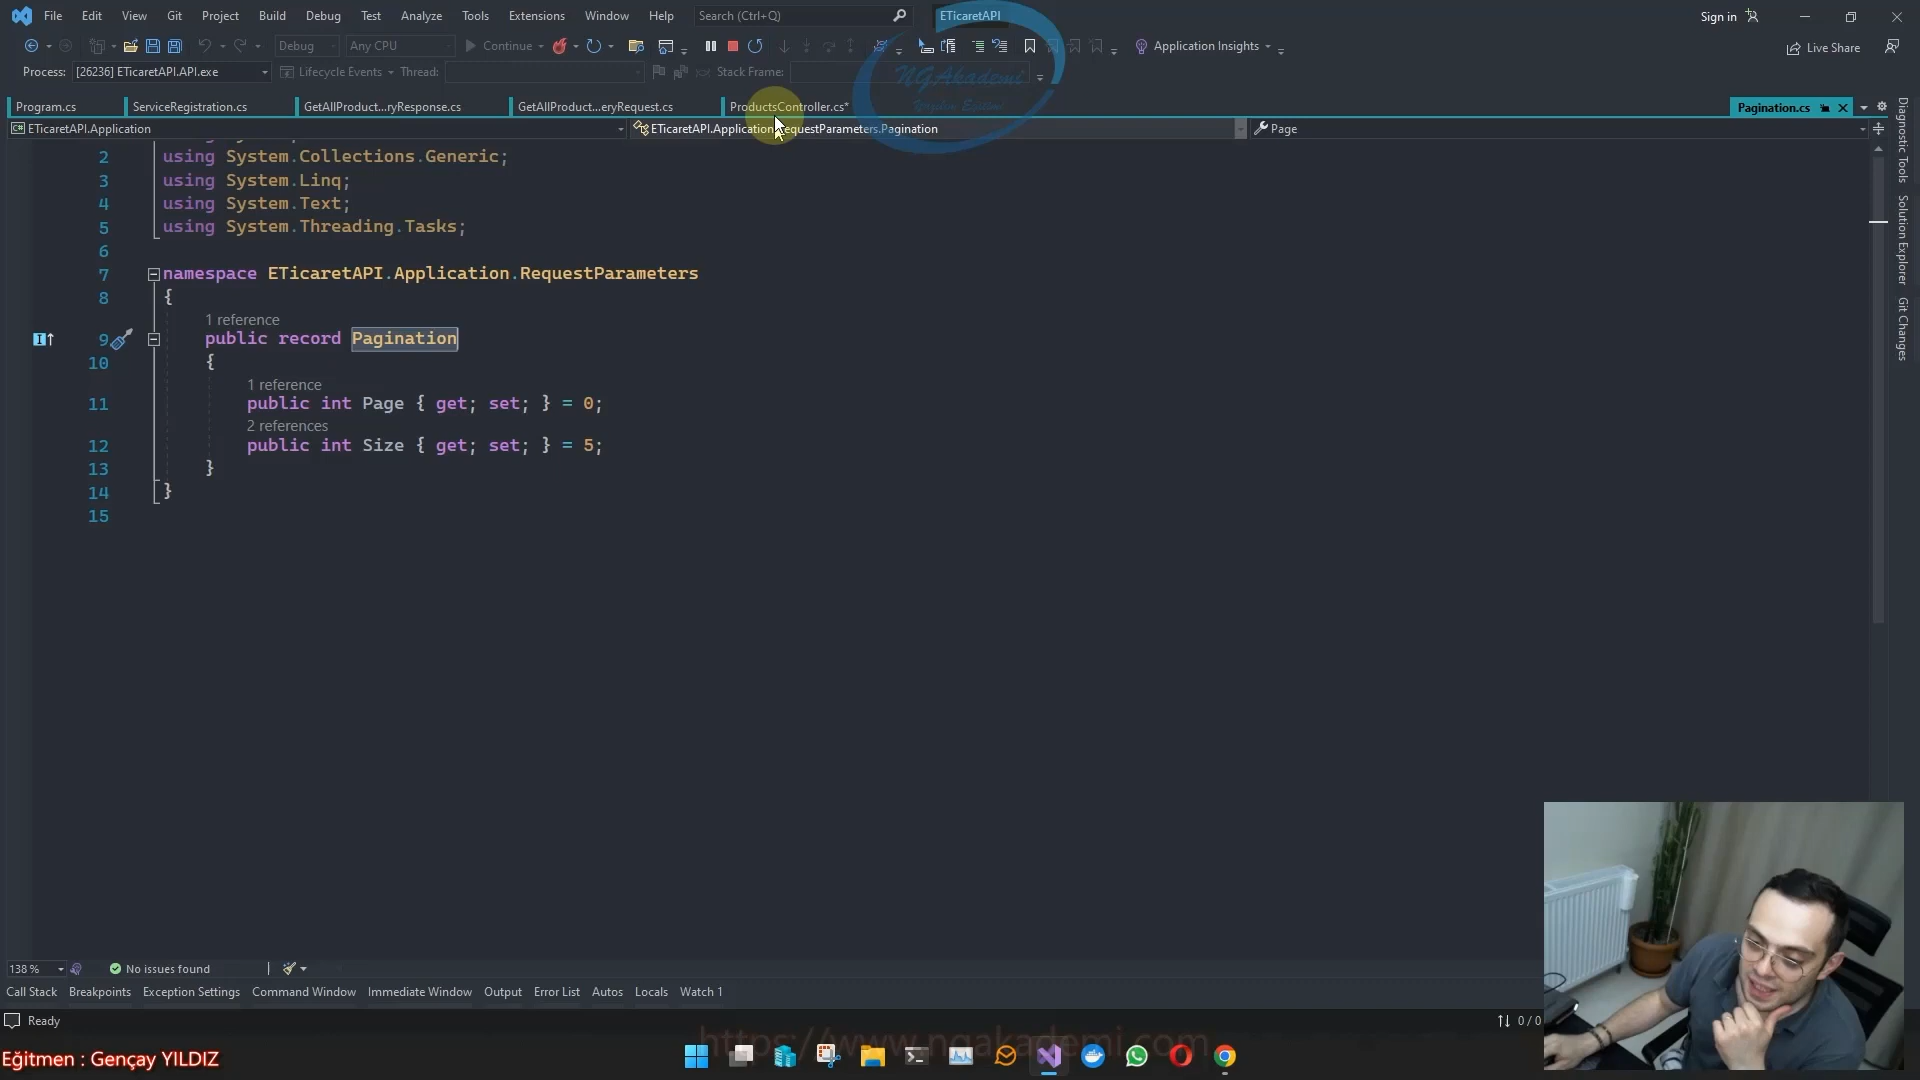 File Edit View Git Project Build Debug Test Analyze Tools Extensions Window Help Search (Ctrl+Q) ETicaretAPI Sign in
Debug Any CPU Continue Application Insights Live Share
Process: [26236] ETicaretAPI.API.exe Lifecycle Events Thread: Stack Frame:
NGAkademi
Yazılım Eğitimi
Program.cs ServiceRegistration.cs GetAllProduct...ryResponse.cs GetAllProduct...eryRequest.cs ProductsController.cs* Pagination.cs
ETicaretAPI.Application ETicaretAPI.Application.RequestParameters.Pagination Page
2 using System.Collections.Generic;
3 using System.Linq;
4 using System.Text;
5 using System.Threading.Tasks;
6
7 namespace ETicaretAPI.Application.RequestParameters
8 {
1 reference
9 public record Pagination
10 {
1 reference
11 public int Page { get; set; } = 0;
2 references
12 public int Size { get; set; } = 5;
13 }
14 }
15
Diagnostic Tools
Solution Explorer
Git Changes
138 % No issues found
Call Stack Breakpoints Exception Settings Command Window Immediate Window Output Error List Autos Locals Watch 1
Ready 0 / 0
https://www.ngakademi.com
Eğitmen : Gençay YILDIZ